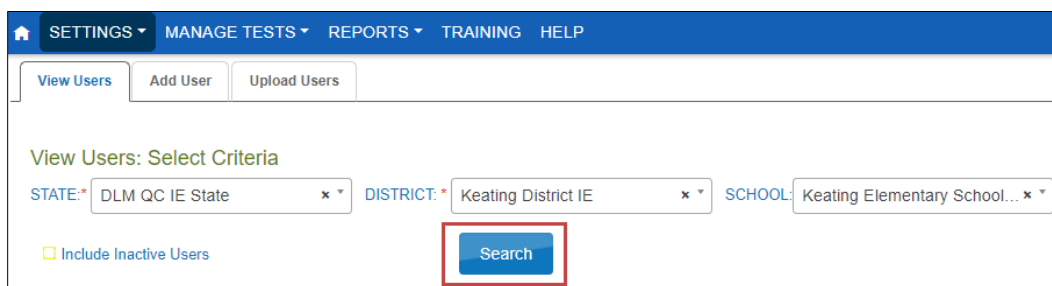 SETTINGS MANAGE TESTS REPORTS TRAINING HELP
View Users Add User Upload Users
View Users: Select Criteria
STATE:* DLM QC IE State × DISTRICT: * Keating District IE × SCHOOL: Keating Elementary School... ×
Include Inactive Users Search